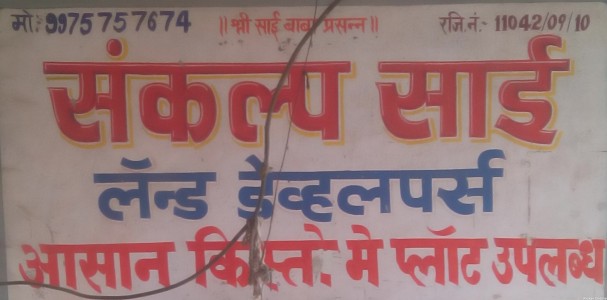 मो. 9975757674 ॥ श्री साई बाबा प्रसन्न ॥ रजि.नं.- 11042/09/10
संकल्प साई
लॅन्ड डेव्हलपर्स
आसान किस्तो मे प्लॉट उपलब्ध